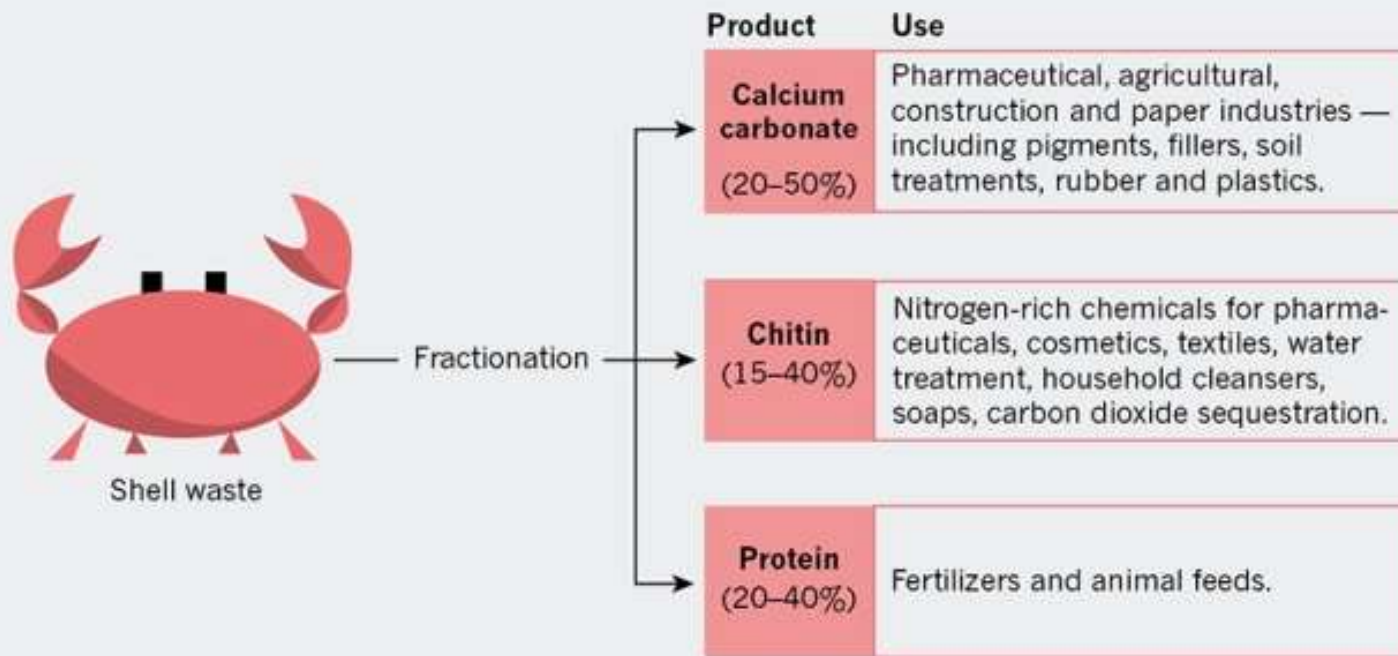 Product Use
Calcium
carbonate
(20–50%)
Pharmaceutical, agricultural,
construction and paper industries —
including pigments, fillers, soil
treatments, rubber and plastics.
Shell waste
Fractionation
Chitin
(15–40%)
Nitrogen-rich chemicals for pharma-
ceuticals, cosmetics, textiles, water
treatment, household cleansers,
soaps, carbon dioxide sequestration.
Protein
(20–40%)
Fertilizers and animal feeds.